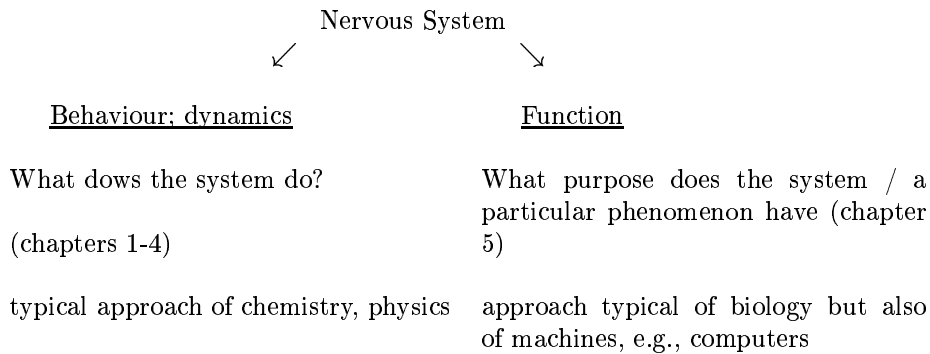 Nervous System
Behaviour; dynamics
What dows the system do?
(chapters 1-4)
typical approach of chemistry, physics
Function
What purpose does the system / a
particular phenomenon have (chapter
5)
approach typical of biology but also
of machines, e.g., computers